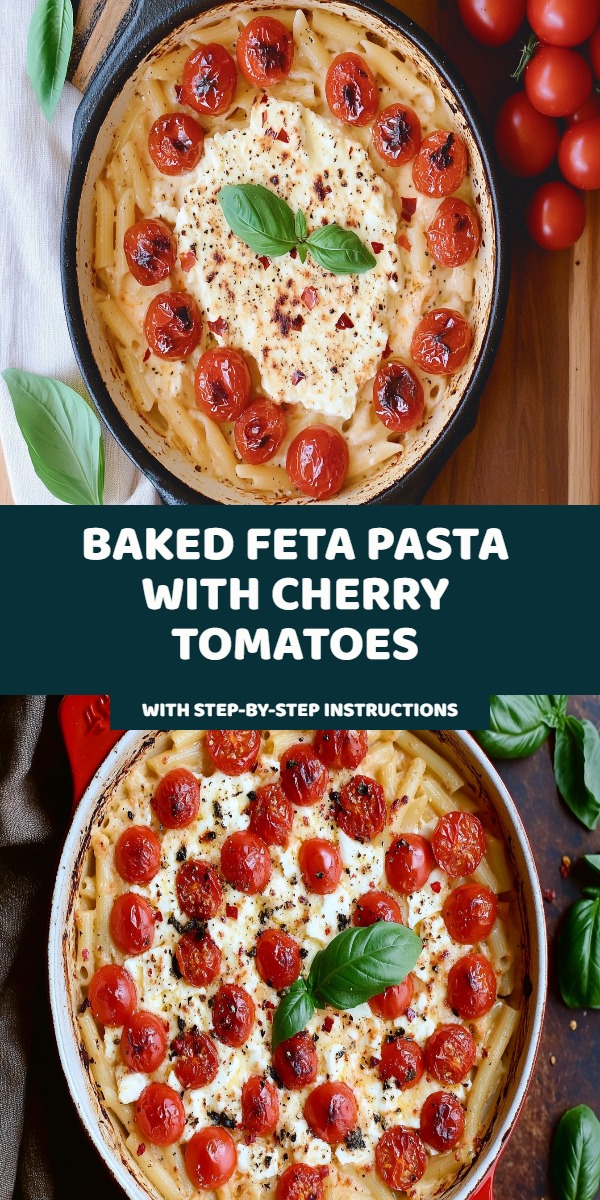 BAKED FETA PASTA
WITH CHERRY
TOMATOES
WITH STEP-BY-STEP INSTRUCTIONS